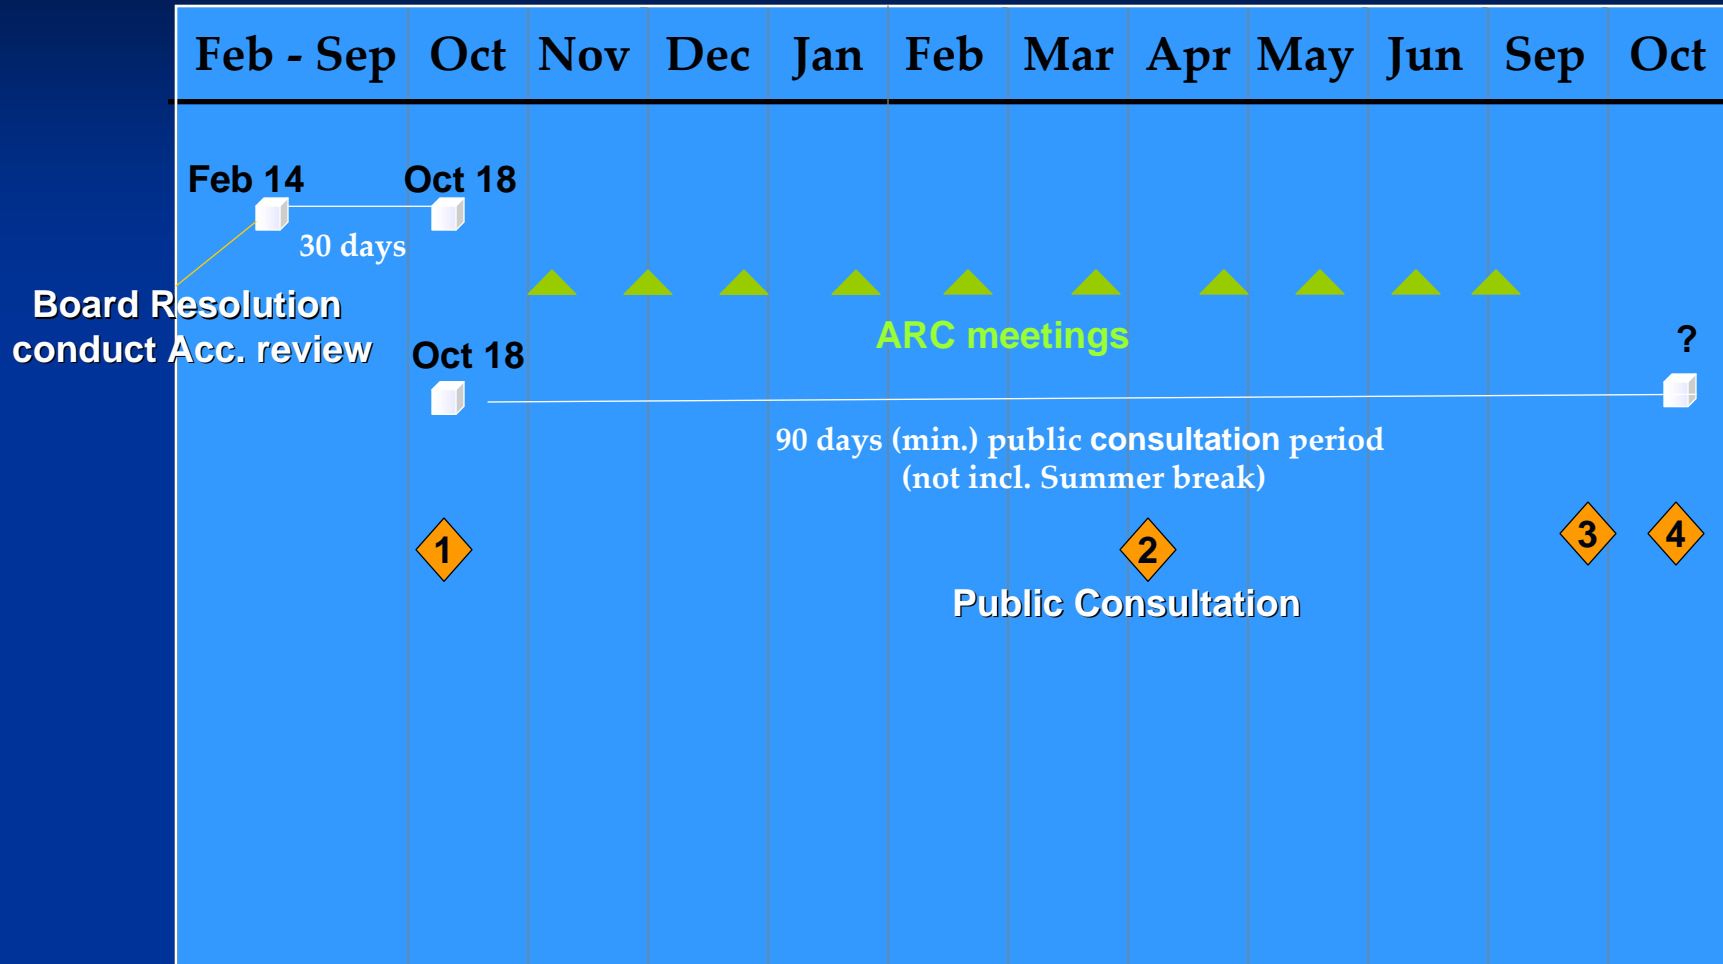 Feb - Sep Oct Nov Dec Jan Feb Mar Apr May Jun Sep Oct
Feb 14 Oct 18
30 days
Board Resolution
conduct Acc. review
ARC meetings
Oct 18 ?
90 days (min.) public consultation period
(not incl. Summer break)
1 2 3 4
Public Consultation